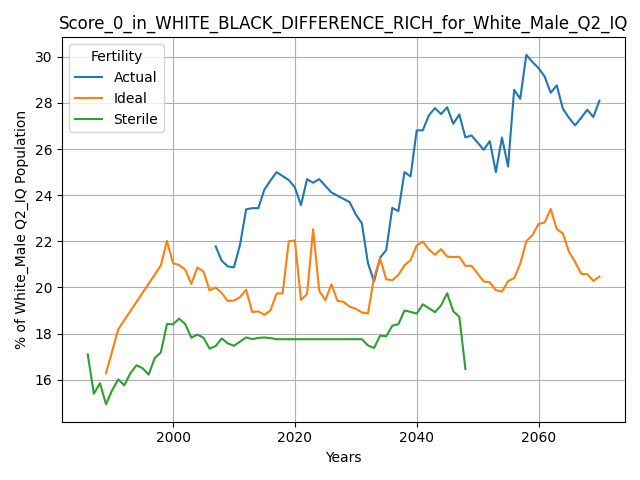 Score_0_in_WHITE_BLACK_DIFFERENCE_RICH_for_White_Male_Q2_IQ
Fertility
Actual
Ideal
Sterile
% of White_Male Q2_IQ Population
30
28
26
24
22
20
18
16
2000 2020 2040 2060
Years